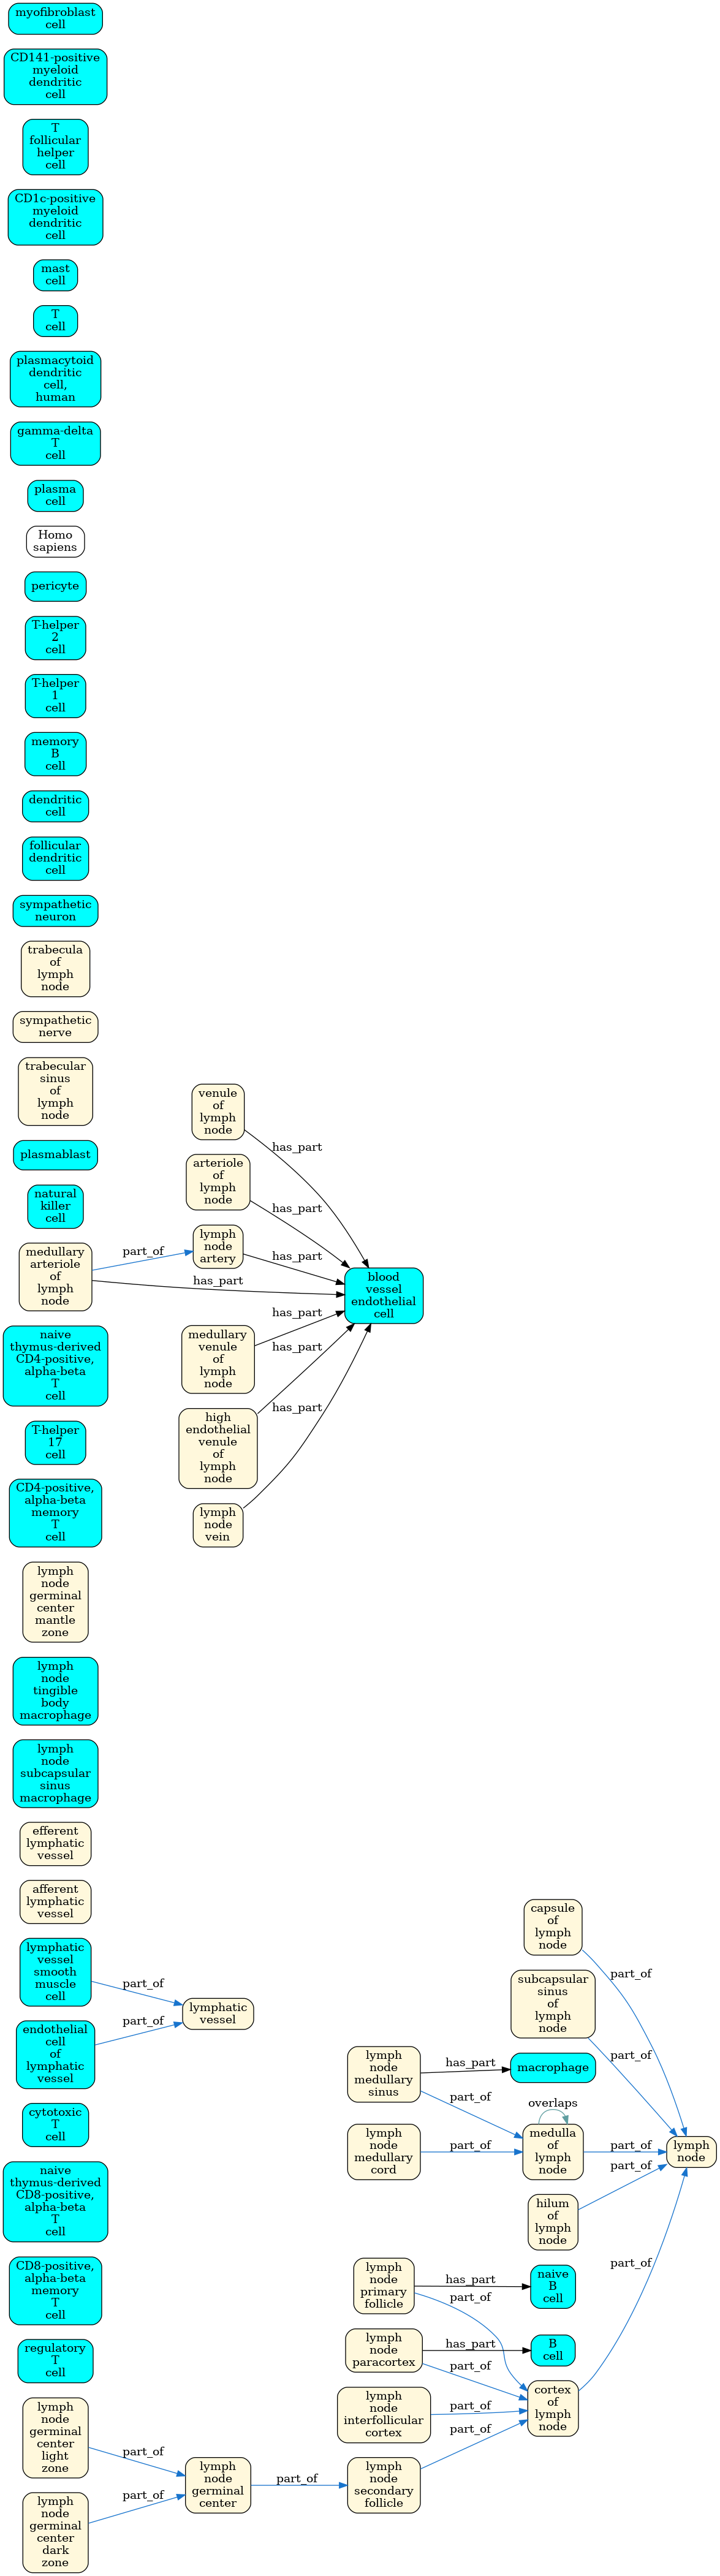 myofibroblast
cell
CD141-positive
myeloid
dendritic
cell
T
follicular
helper
cell
CD1c-positive
myeloid
dendritic
cell
mast
cell
T
cell
plasmacytoid
dendritic
cell,
human
gamma-delta
T
cell
plasma
cell
Homo
sapiens
pericyte
T-helper
2
cell
T-helper
1
cell
memory
B
cell
dendritic
cell
follicular
dendritic
cell
sympathetic
neuron
trabecula
of
lymph
node
sympathetic
nerve
trabecular
sinus
of
lymph
node
plasmablast
natural
killer
cell
medullary
arteriole
of
lymph
node
naive
thymus-derived
CD4-positive,
alpha-beta
T
cell
T-helper
17
cell
CD4-positive,
alpha-beta
memory
T
cell
lymph
node
germinal
center
mantle
zone
lymph
node
tingible
body
macrophage
lymph
node
subcapsular
sinus
macrophage
efferent
lymphatic
vessel
afferent
lymphatic
vessel
lymphatic
vessel
smooth
muscle
cell
endothelial
cell
of
lymphatic
vessel
cytotoxic
T
cell
naive
thymus-derived
CD8-positive,
alpha-beta
T
cell
CD8-positive,
alpha-beta
memory
T
cell
regulatory
T
cell
lymph
node
germinal
center
light
zone
lymph
node
germinal
center
dark
zone
part_of
has_part
part_of
part_of
part_of
part_of
venule
of
lymph
node
arteriole
of
lymph
node
lymph
node
artery
medullary
venule
of
lymph
node
high
endothelial
venule
of
lymph
node
lymph
node
vein
lymphatic
vessel
lymph
node
germinal
center
has_part
has_part
has_part
has_part
has_part
has_part
part_of
blood
vessel
endothelial
cell
lymph
node
medullary
sinus
lymph
node
medullary
cord
lymph
node
primary
follicle
lymph
node
paracortex
lymph
node
interfollicular
cortex
lymph
node
secondary
follicle
has_part
part_of
part_of
has_part
part_of
has_part
part_of
part_of
part_of
capsule
of
lymph
node
subcapsular
sinus
of
lymph
node
macrophage
overlaps
medulla
of
lymph
node
hilum
of
lymph
node
naive
B
cell
B
cell
cortex
of
lymph
node
part_of
part_of
part_of
part_of
part_of
lymph
node